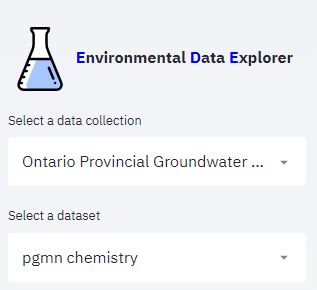 Environmental Data Explorer
Select a data collection
Ontario Provincial Groundwater ...
Select a dataset
pgmn chemistry